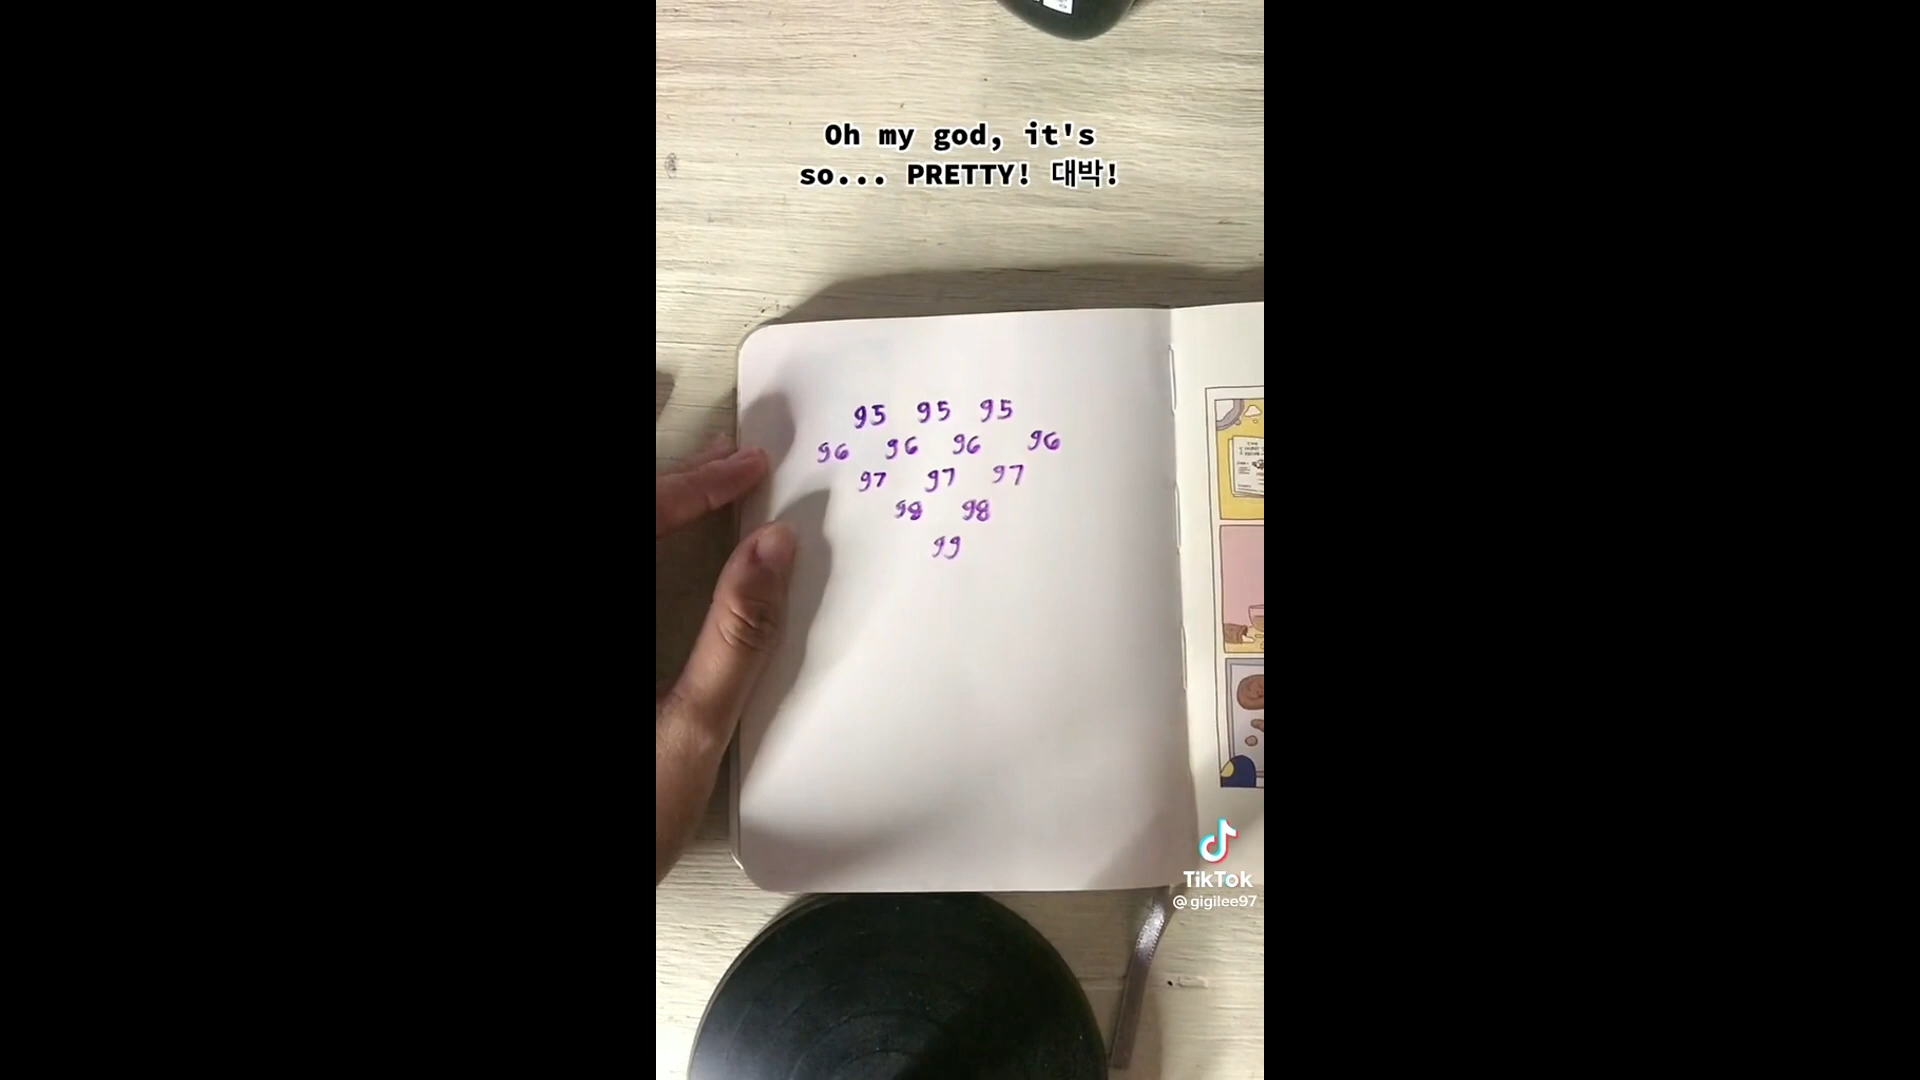 Oh my god, it's
so... PRETTY! 대박!
95 95 95
96 96 96 96
97 97 97
98 98
99
TikTok
@gigilee97